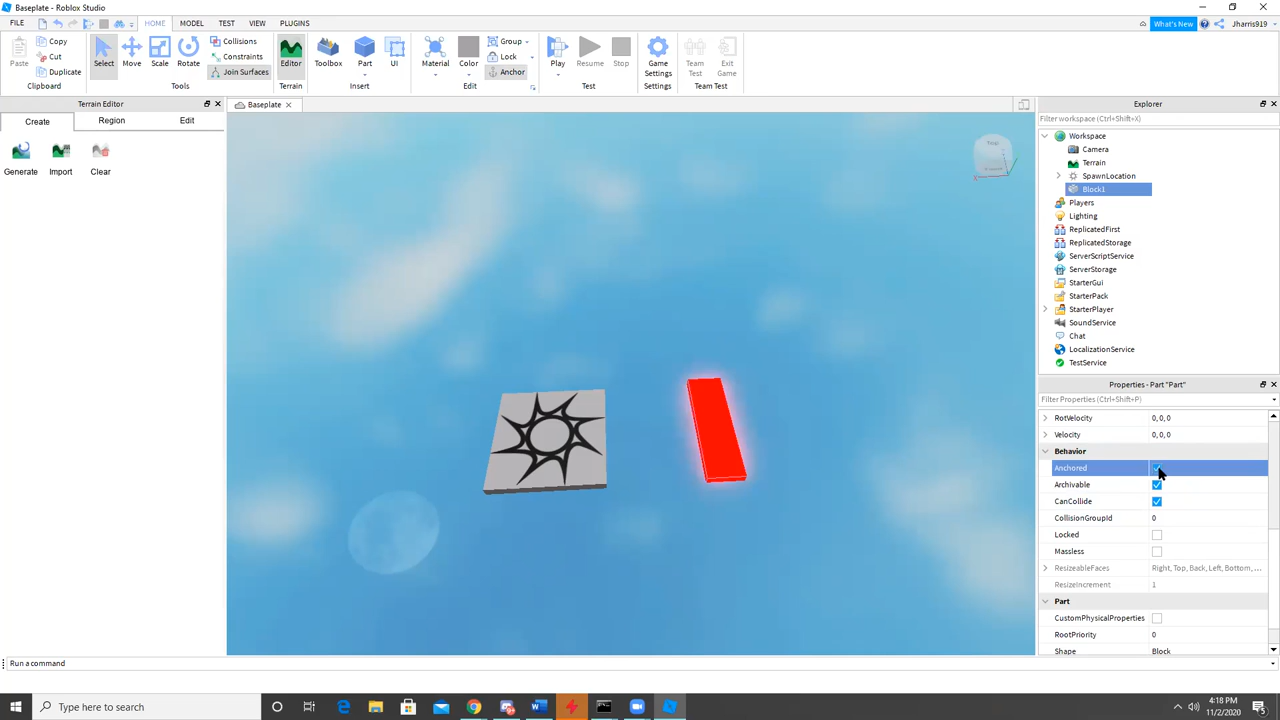 Baseplate - Roblox Studio
FILE HOME MODEL TEST VIEW PLUGINS What's New Jharris919
Paste Copy Cut Duplicate Select Move Scale Rotate Collisions Constraints Join Surfaces Editor Toolbox Part UI Material Color Group Lock Anchor Play Resume Stop Game Settings Team Test Exit Game
Clipboard Tools Terrain Insert Edit Test Settings Team Test
Terrain Editor
Create Region Edit
Generate Import Clear
Baseplate
Explorer
Filter workspace (Ctrl+Shift+X)
Workspace
Camera
Terrain
SpawnLocation
Block1
Players
Lighting
ReplicatedFirst
ReplicatedStorage
ServerScriptService
ServerStorage
StarterGui
StarterPack
StarterPlayer
SoundService
Chat
LocalizationService
TestService
Properties - Part "Part"
Filter Properties (Ctrl+Shift+P)
RotVelocity 0, 0, 0
Velocity 0, 0, 0
Behavior
Anchored
Archivable
CanCollide
CollisionGroupId 0
Locked
Massless
ResizeableFaces Right, Top, Back, Left, Bottom, ...
ResizeIncrement 1
Part
CustomPhysicalProperties
RootPriority 0
Shape Block
Run a command
Type here to search
4:18 PM
11/2/2020